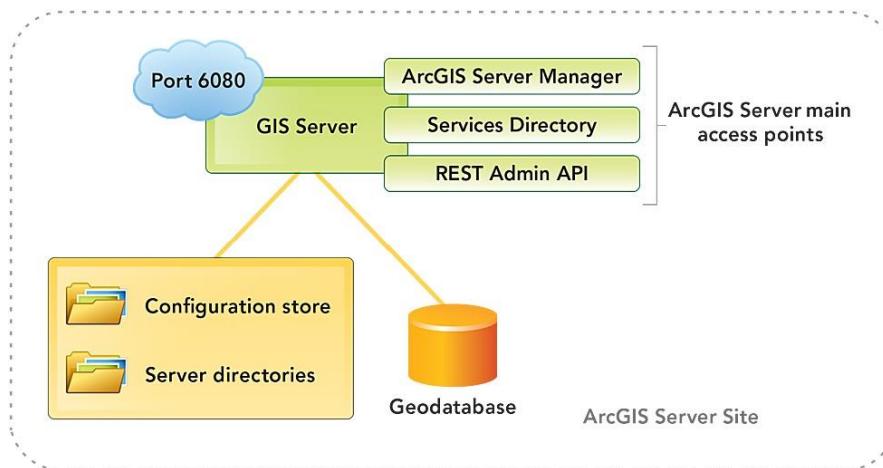 Port 6080
GIS Server
ArcGIS Server Manager
Services Directory
REST Admin API
ArcGIS Server main
access points
Configuration store
Server directories
Geodatabase
ArcGIS Server Site